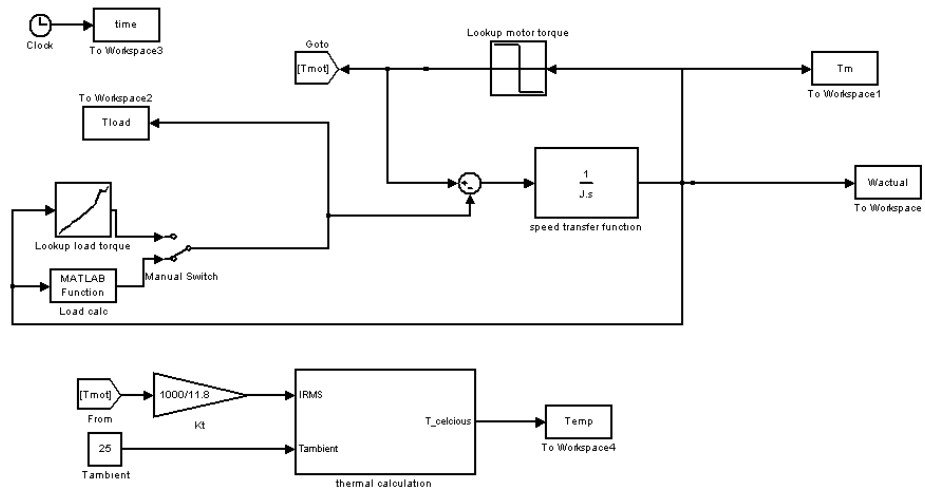 time
Clock
To Workspace3
Goto
[Tmot]
Lookup motor torque
Tm
To Workspace1
To Workspace2
Tload
+
-
1
J.s
speed transfer function
Wactual
To Workspace
Lookup load torque
MATLAB
Function
Load calc
Manual Switch
[Tmot]
From
1000/11.8
Kt
25
Tambient
IRMS
Tambient
T_celcious
thermal calculation
Temp
To Workspace4